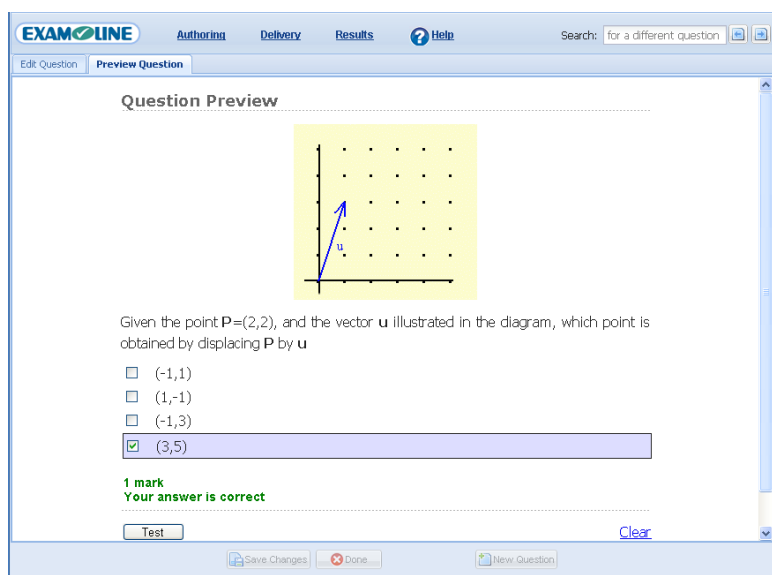 EXAMOLINE Authoring Delivery Results Help Search: for a different question
Edit Question Preview Question
Question Preview
u
Given the point P=(2,2), and the vector u illustrated in the diagram, which point is
obtained by displacing P by u
(-1,1)
(1,-1)
(-1,3)
(3,5)
1 mark
Your answer is correct
Test Clear
Save Changes Done New Question